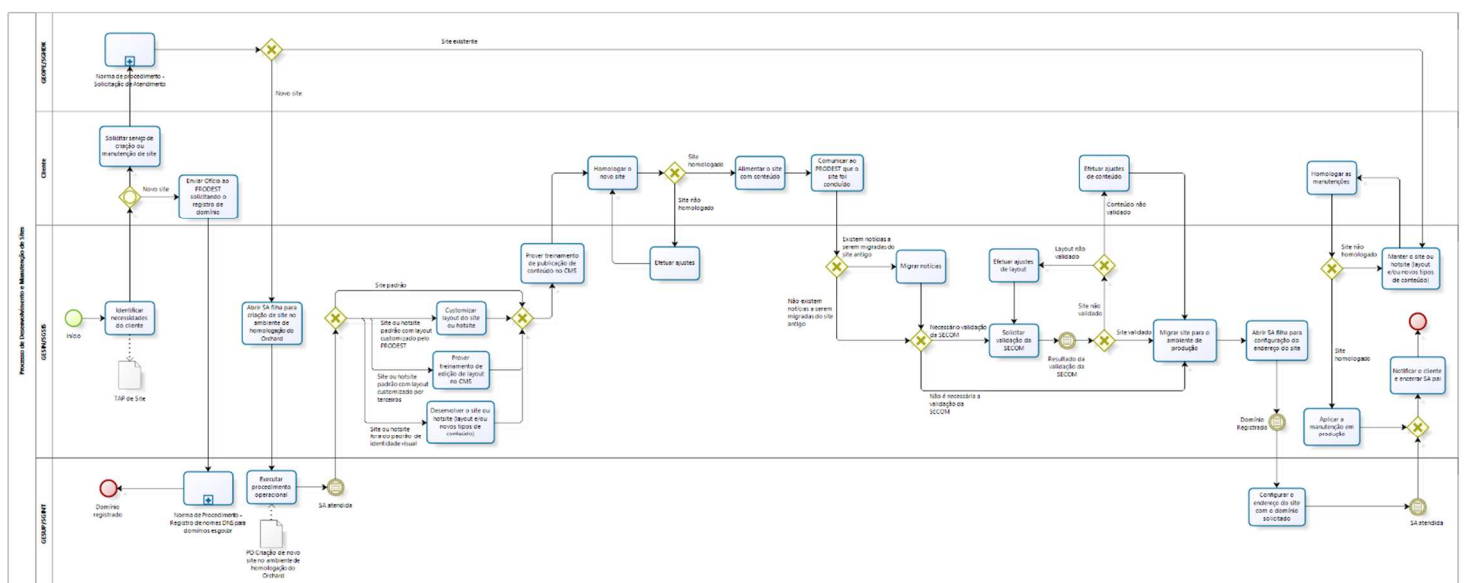 Processo de Desenvolvimento e Manutenção de Sites
Cliente
Norma de procedimento -
Solicitação de Atendimento
Site existente
Novo site
Solicitar serviço de
criação ou
manutenção de site
Novo site
Enviar Ofício ao
PRODEST
solicitando o
registro de
domínio
Homologar o
novo site
Site
homologado
Site não
homologado
Alimentar o site
com conteúdo
Comunicar ao
PRODEST que o
site foi
concluído
Efetuar ajustes
de conteúdo
Conteúdo não
validado
Homologar as
manutenções
Início
Identificar
necessidades
do cliente
TAP de Site
Abrir SA filha para
criação de site no
ambiente de
homologação do
Orchard
Site padrão
Site ou hotsite
padrão com layout
customizado pelo
PRODEST
Customizar
layout do site
ou hotsite
Site ou hotsite
padrão com layout
customizado por
terceiros
Prover
treinamento de
edição de layout
no CMS
Site ou hotsite
fora do padrão de
identidade visual
Desenvolver o site ou
hotsite (layout e/ou
novos tipos de
conteúdo)
Prover treinamento
de publicação de
conteúdo no CMS
Efetuar ajustes
Existem notícias a
serem migradas do
site antigo
Migrar notícias
Não existem
notícias a serem
migradas do site
antigo
Necessário validação
da SECOM
Não é necessária a
validação da
SECOM
Efetuar ajustes
de layout
Layout não
validado
Solicitar
validação da
SECOM
Resultado da
validação da
SECOM
Site não
validado
Site validado
Migrar site para o
ambiente de
produção
Abrir SA filha para
configuração do
endereço do site
Domínio
Registrado
Site não
homologado
Manter o site ou
hotsite (layout
e/ou novos tipos
de conteúdo)
Site
homologado
Aplicar a
manutenção em
produção
Notificar o cliente
e encerrar SA pai
Domínio
registrado
Norma de Procedimento -
Registro de nomes DNS para
domínios es.gov.br
Executar
procedimento
operacional
PO Criação de novo
site no ambiente de
homologação do
Orchard
SA atendida
Configurar o
endereço do site
com o domínio
solicitado
SA atendida